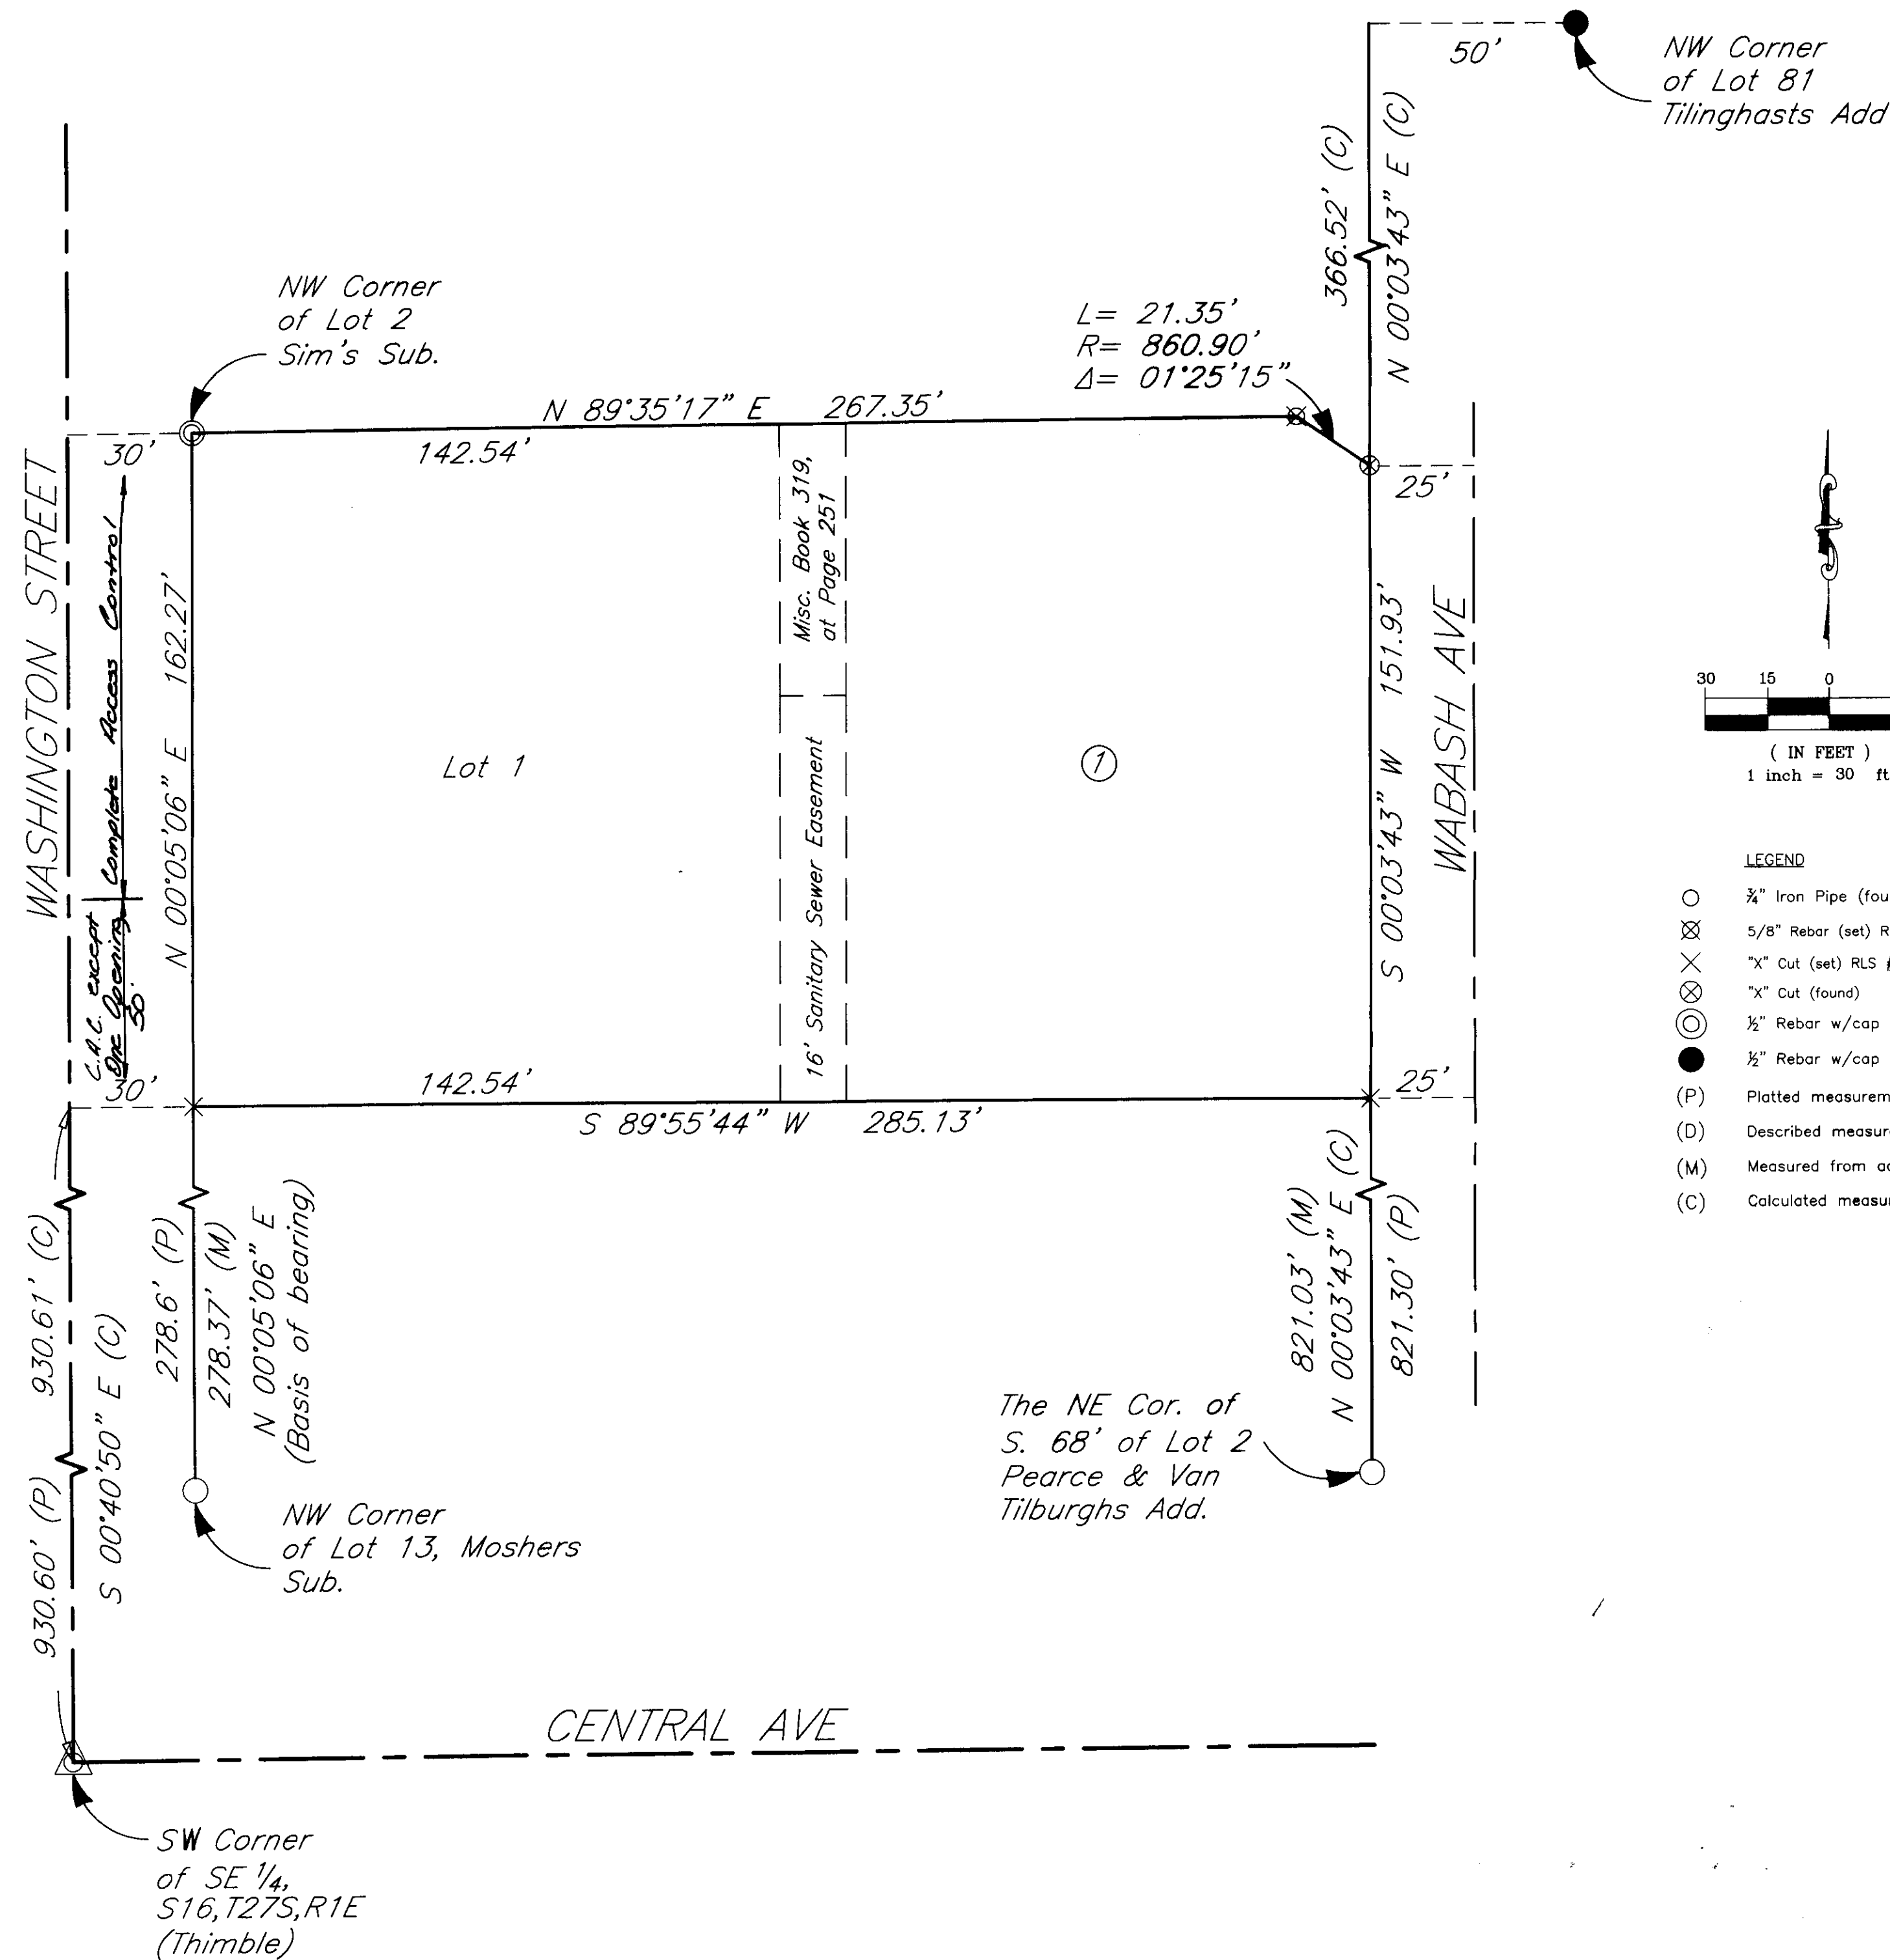 50'
NW Corner
of Lot 81
Tilinghasts Add
366.52' (C)
N 00°03'43" E (C)
NW Corner
of Lot 2
Sim's Sub.
L= 21.35'
R= 860.90'
Δ= 01°25'15"
N 89°35'17" E 267.35'
30'
142.54'
25'
WASHINGTON STREET
Complete Access Control
C.A.C. except
One Opening
50'
N 00°05'06" E 162.27'
Misc. Book 319,
at Page 251
16' Sanitary Sewer Easement
Lot 1
1
S 00°03'43" W 151.93'
WABASH AVE
30 15 0
( IN FEET )
1 inch = 30 ft
LEGEND
¾" Iron Pipe (fou
5/8" Rebar (set) R
"X" Cut (set) RLS #
"X" Cut (found)
½" Rebar w/cap
½" Rebar w/cap
(P) Platted measurem
(D) Described measur
(M) Measured from ac
(C) Calculated measur
30'
142.54'
25'
S 89°55'44" W 285.13'
930.60' (P) 930.61' (C)
S 00°40'50" E (C)
278.6' (P)
278.37' (M)
N 00°05'06" E
(Basis of bearing)
821.03' (M)
N 00°03'43" E (C)
821.30' (P)
The NE Cor. of
S. 68' of Lot 2
Pearce & Van
Tilburghs Add.
NW Corner
of Lot 13, Moshers
Sub.
CENTRAL AVE
SW Corner
of SE ¼,
S16,T27S,R1E
(Thimble)